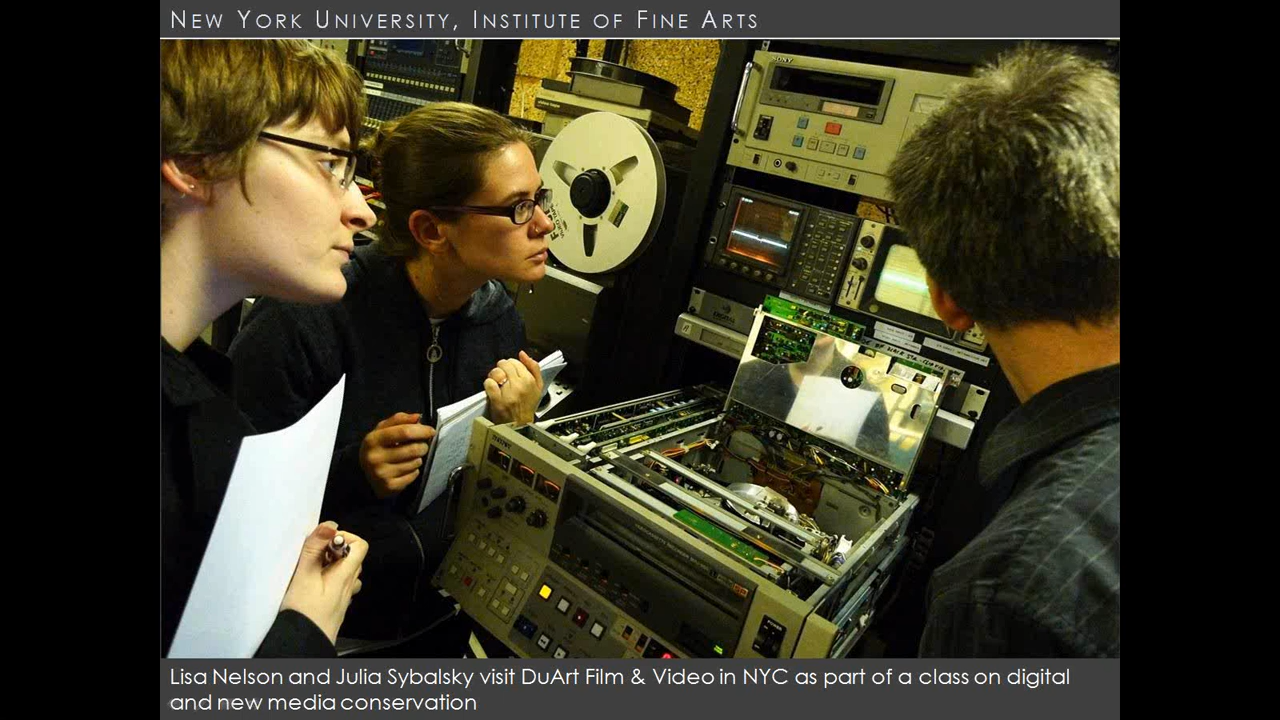 New York University, Institute of Fine Arts
SONY
Lisa Nelson and Julia Sybalsky visit DuArt Film & Video in NYC as part of a class on digital
and new media conservation